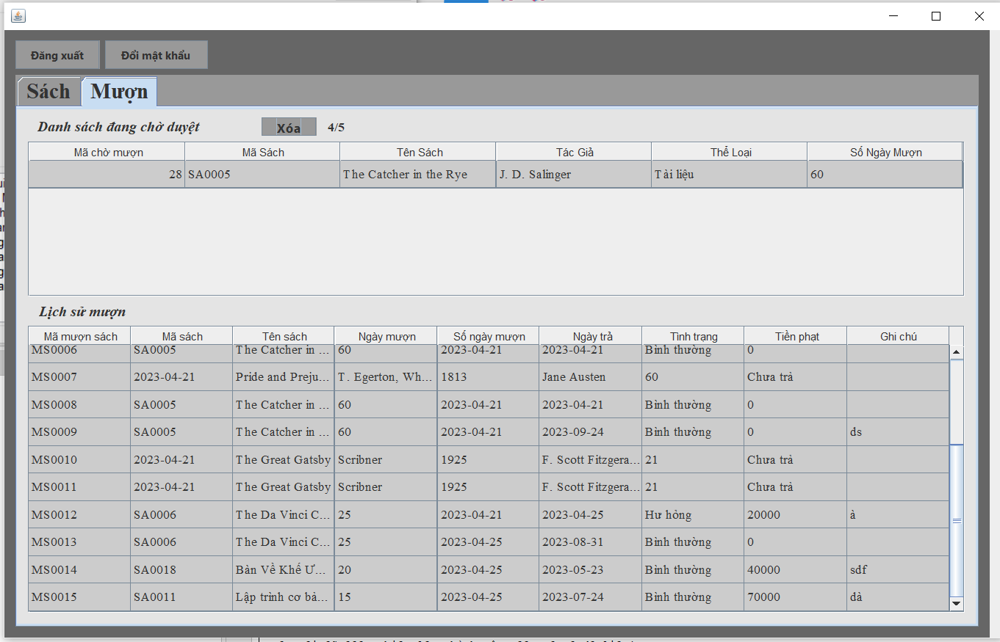 Đăng xuất Đổi mật khẩu
Sách Mượn
Danh sách đang chờ duyệt Xóa 4/5
Mã chờ mượn Mã Sách Tên Sách Tác Giả Thể Loại Số Ngày Mượn
28 SA0005 The Catcher in the Rye J. D. Salinger Tài liệu 60
Lịch sử mượn
Mã mượn sách Mã sách Tên sách Ngày mượn Số ngày mượn Ngày trả Tình trạng Tiền phạt Ghi chú
MS0006 SA0005 The Catcher in ... 60 2023-04-21 2023-04-21 Bình thường 0
MS0007 2023-04-21 Pride and Preju... T. Egerton, Wh... 1813 Jane Austen 60 Chưa trả
MS0008 SA0005 The Catcher in ... 60 2023-04-21 2023-04-21 Bình thường 0
MS0009 SA0005 The Catcher in ... 60 2023-04-21 2023-09-24 Bình thường 0 ds
MS0010 2023-04-21 The Great Gatsby Scribner 1925 F. Scott Fitzgera... 21 Chưa trả
MS0011 2023-04-21 The Great Gatsby Scribner 1925 F. Scott Fitzgera... 21 Chưa trả
MS0012 SA0006 The Da Vinci C... 25 2023-04-21 2023-04-25 Hư hỏng 20000 à
MS0013 SA0006 The Da Vinci C... 25 2023-04-25 2023-08-31 Bình thường 0
MS0014 SA0018 Bàn Về Khế Ư... 20 2023-04-25 2023-05-23 Bình thường 40000 sdf
MS0015 SA0011 Lập trình cơ bả... 15 2023-04-25 2023-07-24 Bình thường 70000 dà